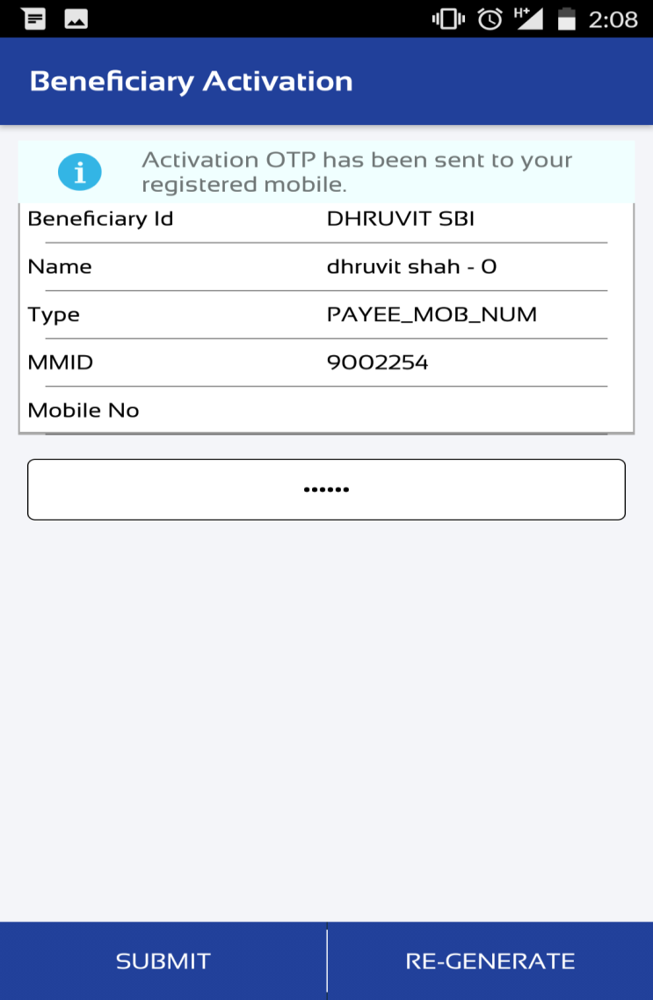 H+ 2:08
Beneficiary Activation
i
Activation OTP has been sent to your
registered mobile.
Beneficiary Id DHRUVIT SBI
Name dhruvit shah - 0
Type PAYEE_MOB_NUM
MMID 9002254
Mobile No
••••••
SUBMIT RE-GENERATE